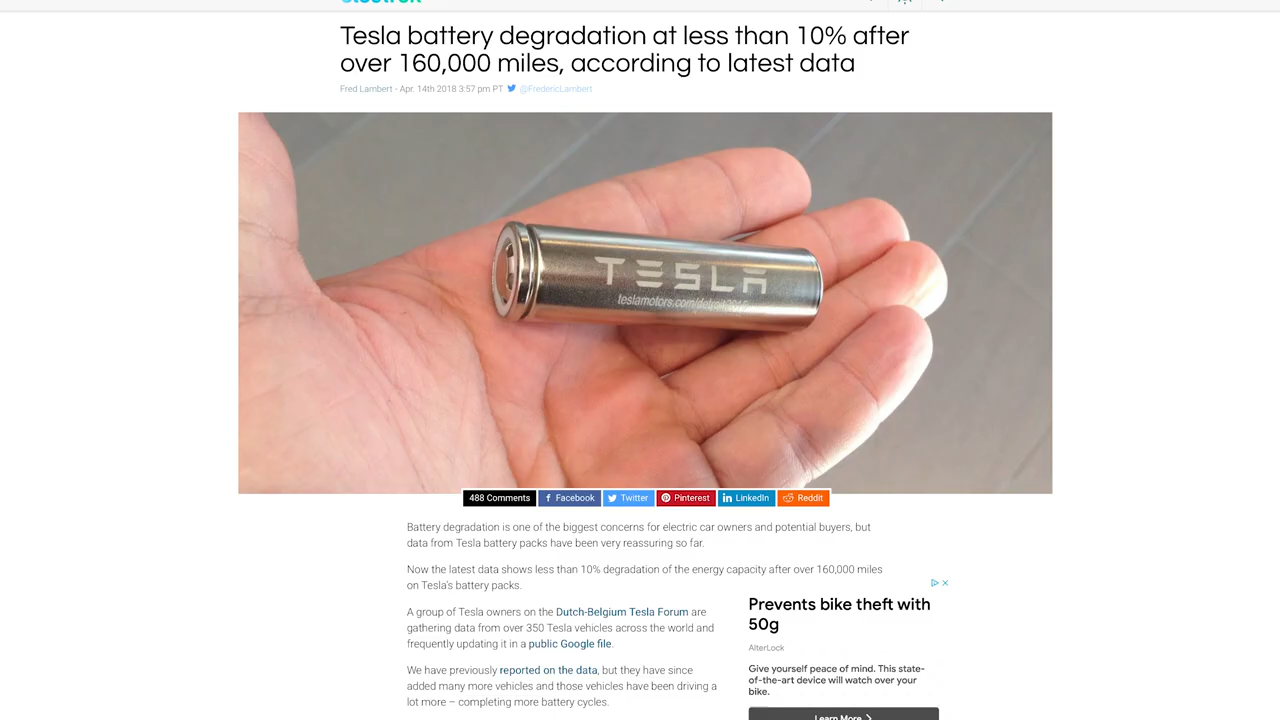 Tesla battery degradation at less than 10% after
over 160,000 miles, according to latest data
Fred Lambert - Apr. 14th 2018 3:57 pm PT @FredericLambert
TESLA
488 Comments
Facebook
Twitter
Pinterest
LinkedIn
Reddit
Battery degradation is one of the biggest concerns for electric car owners and potential buyers, but
data from Tesla battery packs have been very reassuring so far.
Now the latest data shows less than 10% degradation of the energy capacity after over 160,000 miles
on Tesla's battery packs.
A group of Tesla owners on the Dutch-Belgium Tesla Forum are
gathering data from over 350 Tesla vehicles across the world and
frequently updating it in a public Google file.
We have previously reported on the data, but they have since
added many more vehicles and those vehicles have been driving a
lot more – completing more battery cycles.
Prevents bike theft with
50g
AlterLock
Give yourself peace of mind. This state-
of-the-art device will watch over your
bike.
Learn More